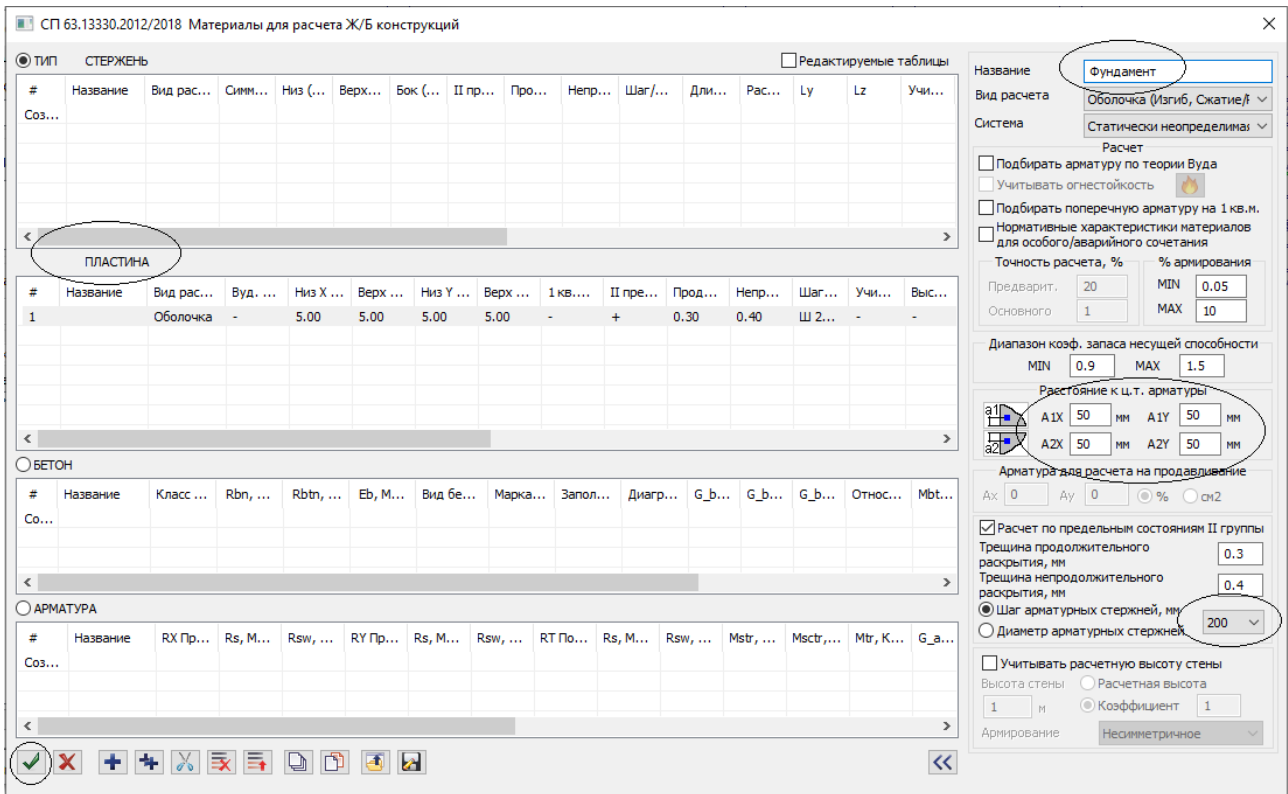 СП 63.13330.2012/2018 Материалы для расчета Ж/Б конструкций
ТИП СТЕРЖЕНЬ Редактируемые таблицы
# Название Вид рас... Симм... Низ (... Верх... Бок (... II пр... Про... Непр... Шаг/... Дли... Рас... Ly Lz Учи...
Соз...
ПЛАСТИНА
# Название Вид рас... Вуд. ... Низ X ... Верх ... Низ Y ... Верх ... 1 кв.... II пре... Прод... Непр... Шаг... Учи... Выс...
1 Оболочка - 5.00 5.00 5.00 5.00 - + 0.30 0.40 Ш 2... - -
БЕТОН
# Название Класс ... Rbn, ... Rbtn, ... Eb, М... Вид бе... Марка... Запол... Диагр... G_b... G_b... G_b... Относ... Mbt...
Со...
АРМАТУРА
# Название RX Пр... Rs, М... Rsw, ... RY Пр... Rs, М... Rsw, ... RT По... Rs, М... Rsw, ... Mstr, ... Msctr,... Mtr, К... G_a...
Соз...
Название Фундамент
Вид расчета Оболочка (Изгиб, Сжатие/Р
Система Статически неопределимая
Расчет
Подбирать арматуру по теории Вуда
Учитывать огнестойкость
Подбирать поперечную арматуру на 1 кв.м.
Нормативные характеристики материалов
для особого/аварийного сочетания
Точность расчета, % % армирования
Предварит. 20 MIN 0.05
Основного 1 MAX 10
Диапазон коэф. запаса несущей способности
MIN 0.9 MAX 1.5
Расстояние к ц.т. арматуры
a1 A1X 50 мм A1Y 50 мм
a2 A2X 50 мм A2Y 50 мм
Арматура для расчета на продавливание
Ax 0 Ay 0 % см2
Расчет по предельным состояниям II группы
Трещина продолжительного
раскрытия, мм 0.3
Трещина непродолжительного
раскрытия, мм 0.4
Шаг арматурных стержней, мм 200
Диаметр арматурных стержней
Учитывать расчетную высоту стены
Высота стены Расчетная высота
1 м Коэффициент 1
Армирование Несимметричное